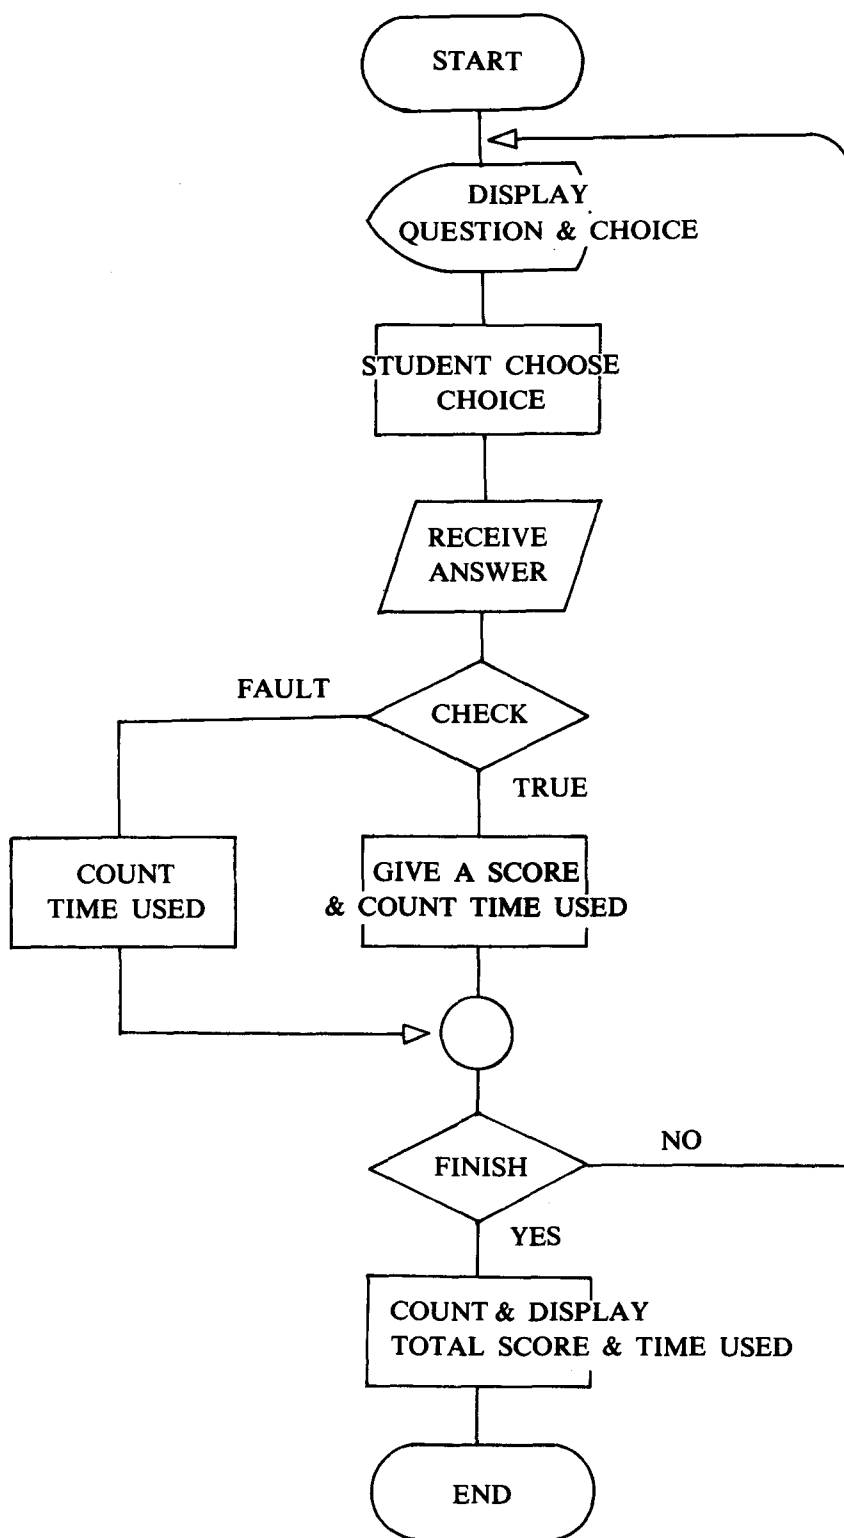 START
DISPLAY
QUESTION & CHOICE
STUDENT CHOOSE
CHOICE
RECEIVE
ANSWER
FAULT
CHECK
TRUE
COUNT
TIME USED
GIVE A SCORE
& COUNT TIME USED
FINISH
NO
YES
COUNT & DISPLAY
TOTAL SCORE & TIME USED
END